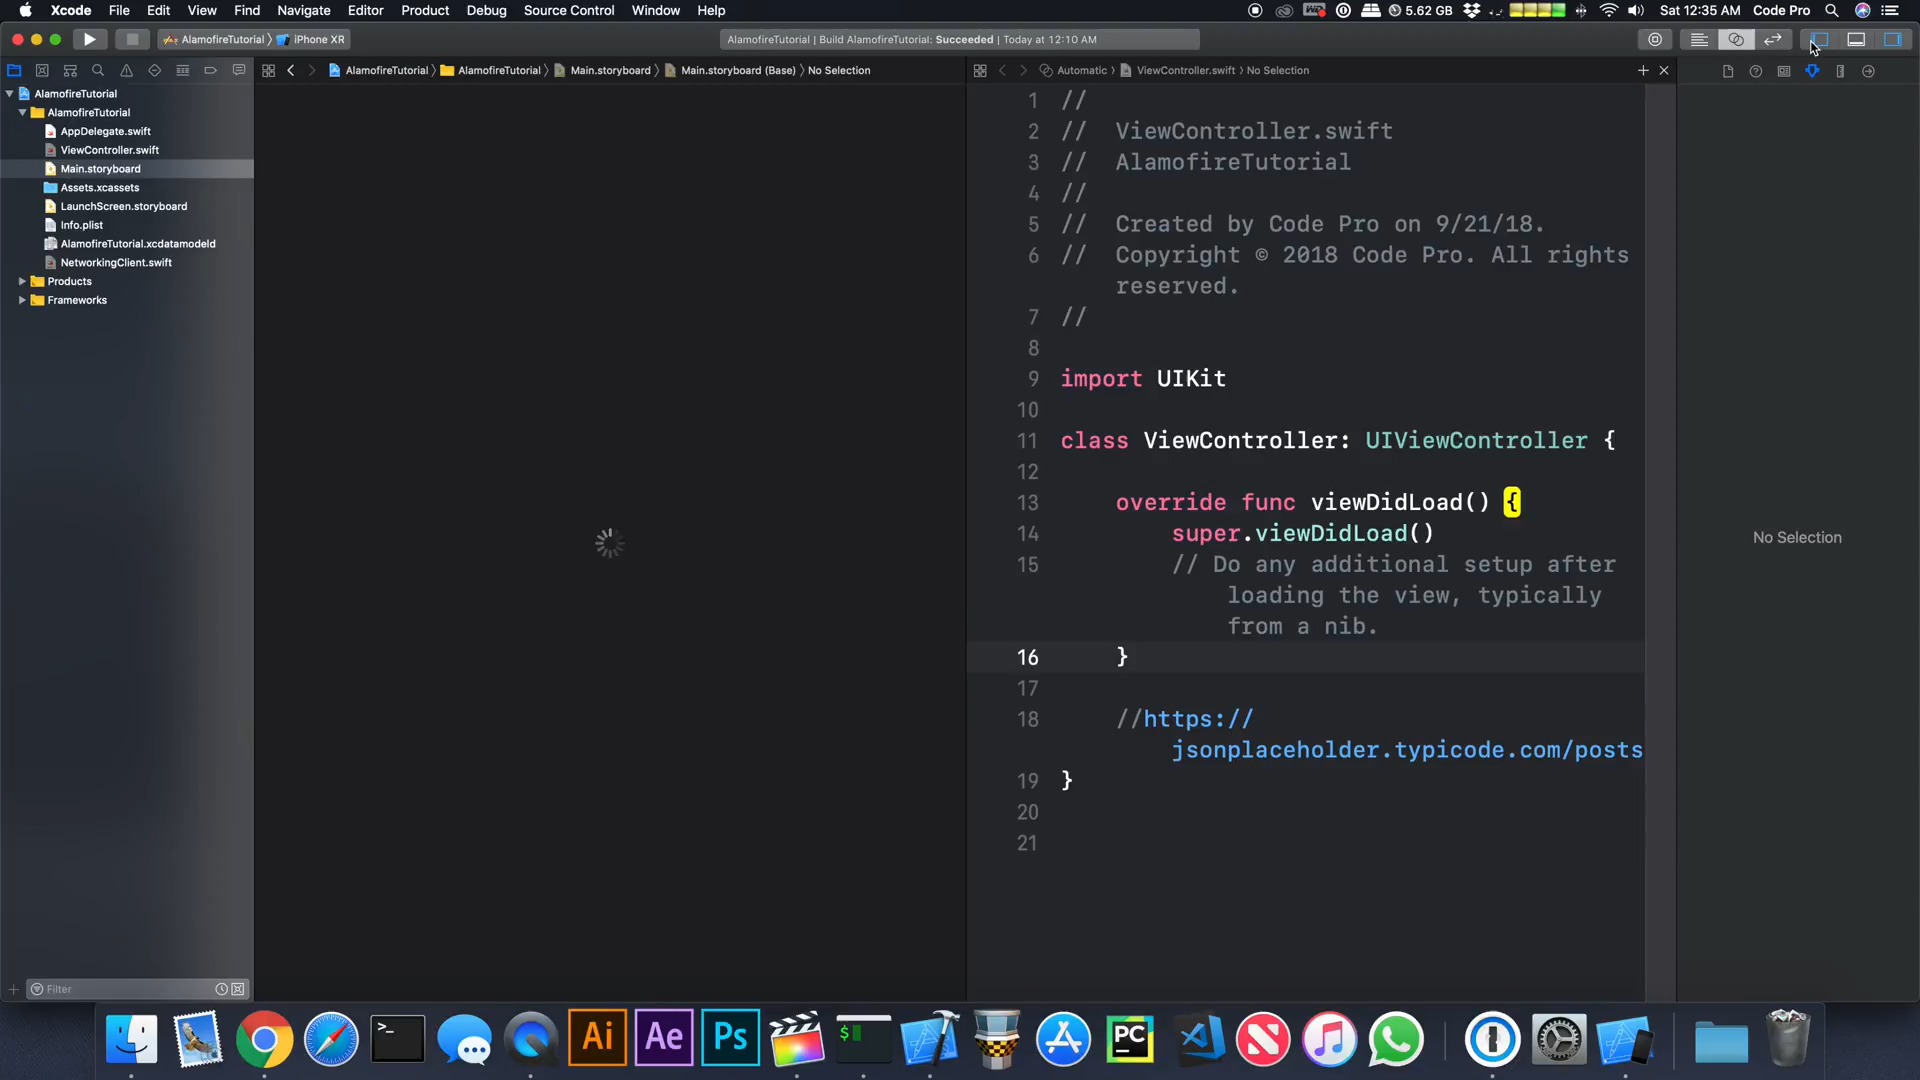 Xcode File Edit View Find Navigate Editor Product Debug Source Control Window Help 5.62 GB Sat 12:35 AM Code Pro
AlamofireTutorial iPhone XR AlamofireTutorial | Build AlamofireTutorial: Succeeded | Today at 12:10 AM
AlamofireTutorial AlamofireTutorial Main.storyboard Main.storyboard (Base) No Selection
Automatic ViewController.swift No Selection
AlamofireTutorial
AlamofireTutorial
AppDelegate.swift
ViewController.swift
Main.storyboard
Assets.xcassets
LaunchScreen.storyboard
Info.plist
AlamofireTutorial.xcdatamodeld
NetworkingClient.swift
Products
Frameworks
Filter
1 //
2 // ViewController.swift
3 // AlamofireTutorial
4 //
5 // Created by Code Pro on 9/21/18.
6 // Copyright © 2018 Code Pro. All rights
reserved.
7 //
8
9 import UIKit
10
11 class ViewController: UIViewController {
12
13 override func viewDidLoad() {
14 super.viewDidLoad()
15 // Do any additional setup after
loading the view, typically
from a nib.
16 }
17
18 //https://
jsonplaceholder.typicode.com/posts
19 }
20
21
No Selection
>_ Ai Ae Ps $ PC